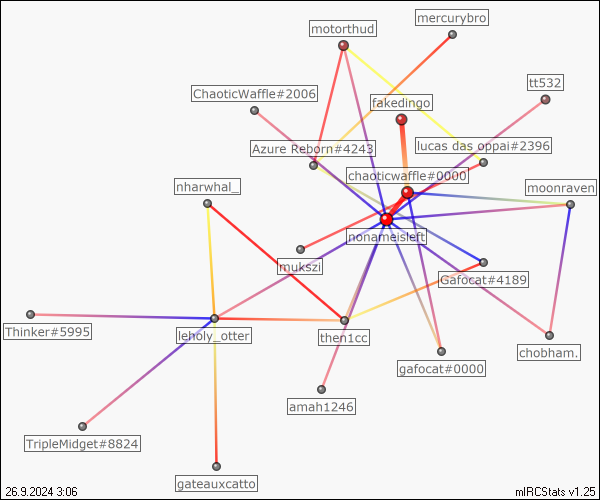 mercurybro
motorthud
tt532
ChaoticWaffle#2006
fakedingo
Azure Reborn#4243
lucas das oppai#2396
chaoticwaffle#0000
nharwhal_
moonraven
nonameisleft
mukszi
Gafocat#4189
Thinker#5995
leholy_otter
then1cc
chobham.
gafocat#0000
amah1246
TripleMidget#8824
gateauxcatto
26.9.2024 3:06
mIRCStats v1.25